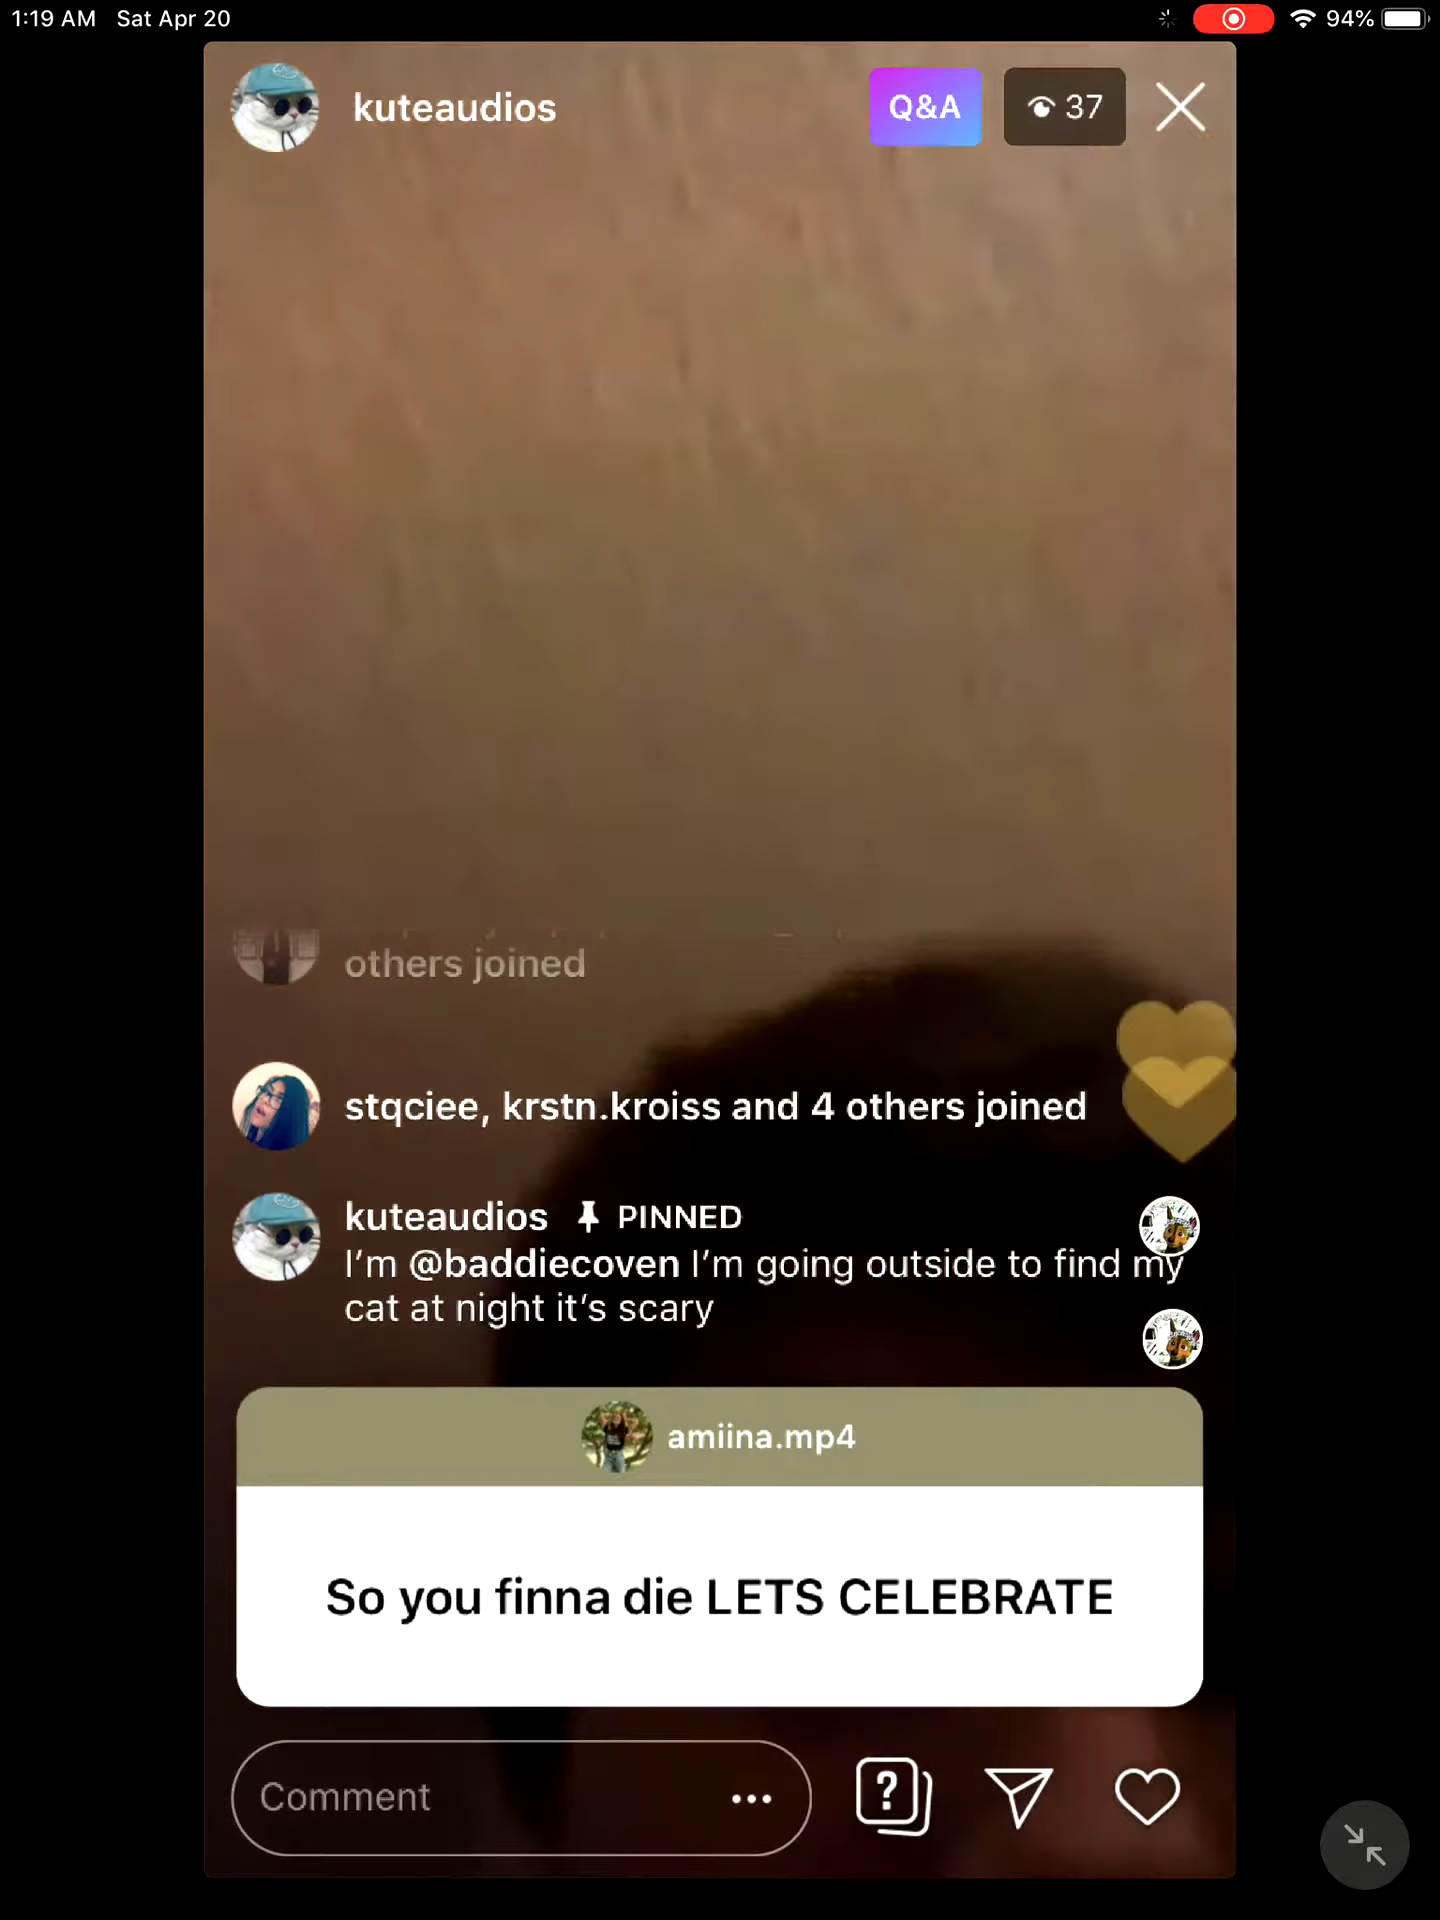 1:19 AM Sat Apr 20
94%
kuteaudios
Q&A
37
others joined
stqciee, krstn.kroiss and 4 others joined
kuteaudios PINNED
I’m @baddiecoven I’m going outside to find my
cat at night it’s scary
amiina.mp4
So you finna die LETS CELEBRATE
Comment